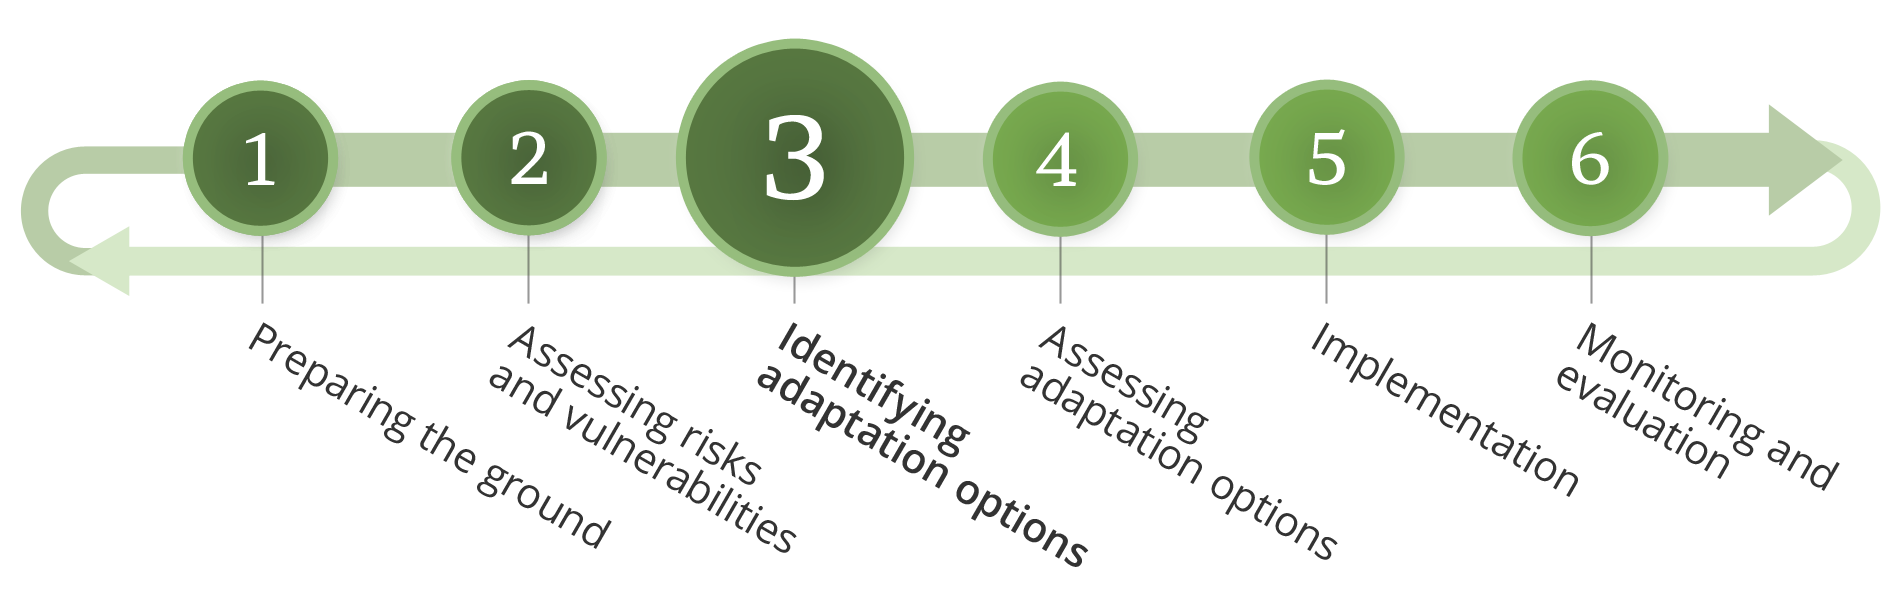 1
2
3
4
5
6
Preparing the ground
Assessing risks
and vulnerabilities
Identifying
adaptation options
Assessing
adaptation options
Implementation
Monitoring and
evaluation